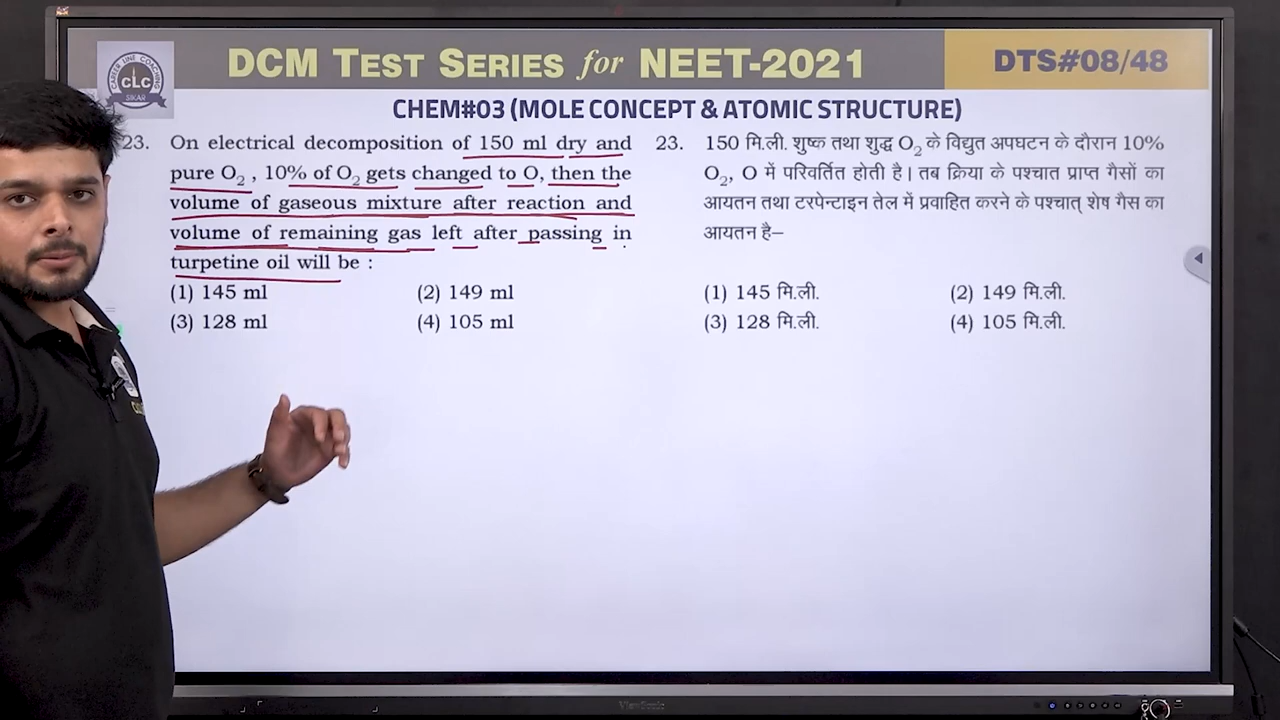 DCM TEST SERIES for NEET-2021
DTS#08/48
CLC
SIKAR
CHEM#03 (MOLE CONCEPT & ATOMIC STRUCTURE)
23. On electrical decomposition of 150 ml dry and
pure O2 , 10% of O2 gets changed to O, then the
volume of gaseous mixture after reaction and
volume of remaining gas left after passing in
turpetine oil will be :
(1) 145 ml (2) 149 ml
(3) 128 ml (4) 105 ml
23. 150 मि.ली. शुष्क तथा शुद्ध O2 के विद्युत अपघटन के दौरान 10%
O2, O में परिवर्तित होती है। तब क्रिया के पश्चात प्राप्त गैसों का
आयतन तथा टरपेन्टाइन तेल में प्रवाहित करने के पश्चात् शेष गैस का
आयतन है–
(1) 145 मि.ली. (2) 149 मि.ली.
(3) 128 मि.ली. (4) 105 मि.ली.
ViewSonic